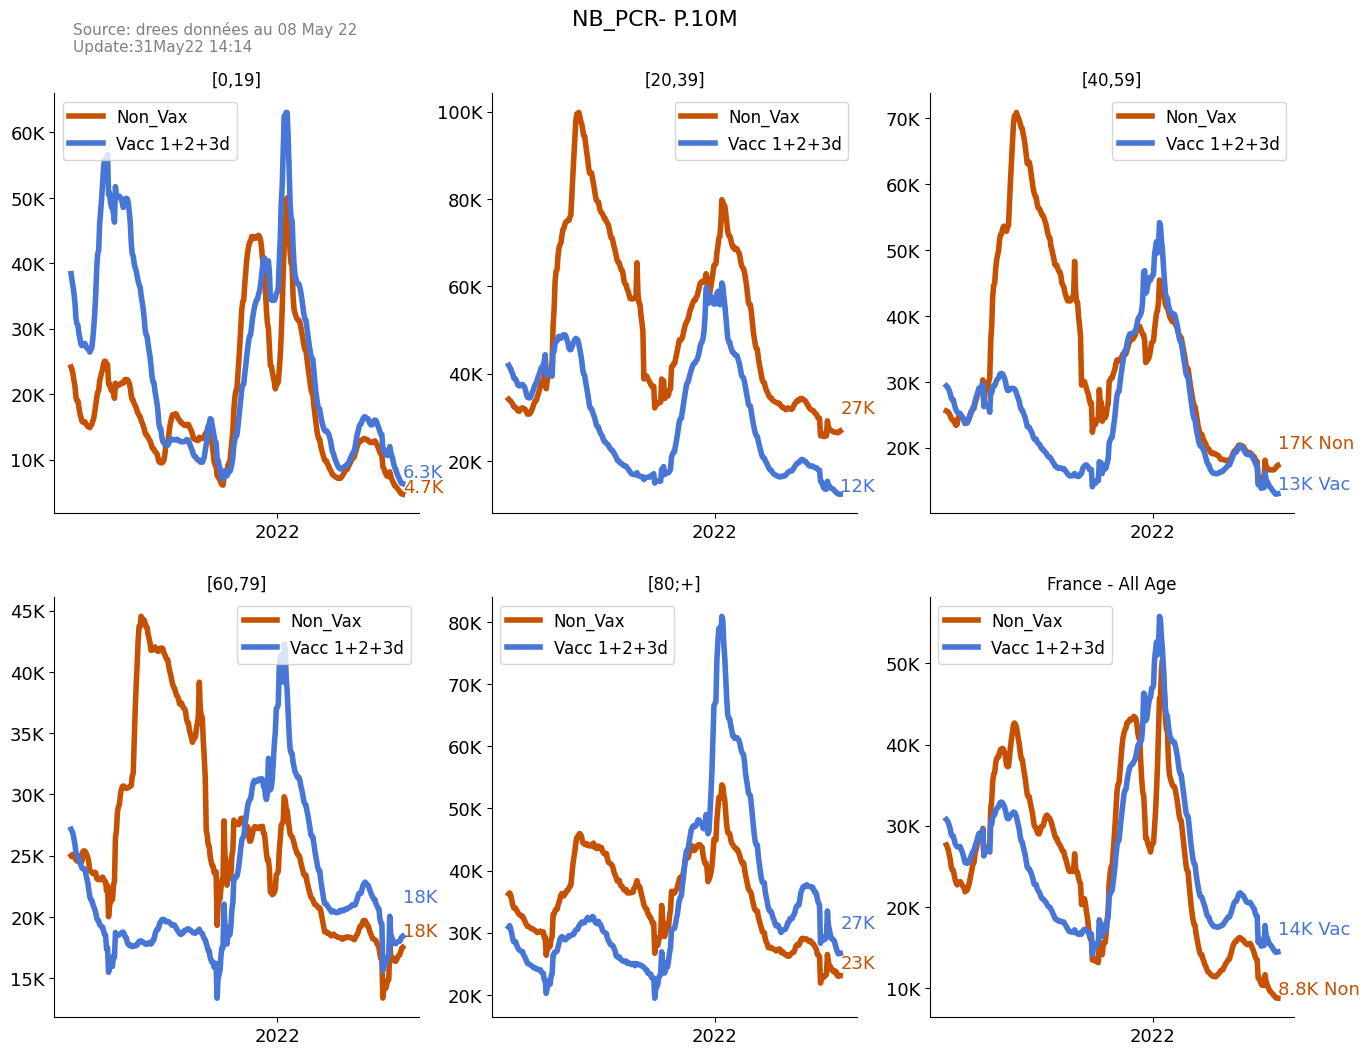 NB_PCR- P.10M
Source: drees données au 08 May 22
Update:31May22 14:14
[0,19]
Non_Vax
Vacc 1+2+3d
60K
50K
40K
30K
20K
10K
6.3K
4.7K
2022
[20,39]
Non_Vax
Vacc 1+2+3d
100K
80K
60K
40K
20K
27K
12K
2022
[40,59]
Non_Vax
Vacc 1+2+3d
70K
60K
50K
40K
30K
20K
17K Non
13K Vac
2022
[60,79]
Non_Vax
Vacc 1+2+3d
45K
40K
35K
30K
25K
20K
15K
18K
18K
2022
[80;+]
Non_Vax
Vacc 1+2+3d
80K
70K
60K
50K
40K
30K
20K
27K
23K
2022
France - All Age
Non_Vax
Vacc 1+2+3d
50K
40K
30K
20K
10K
14K Vac
8.8K Non
2022